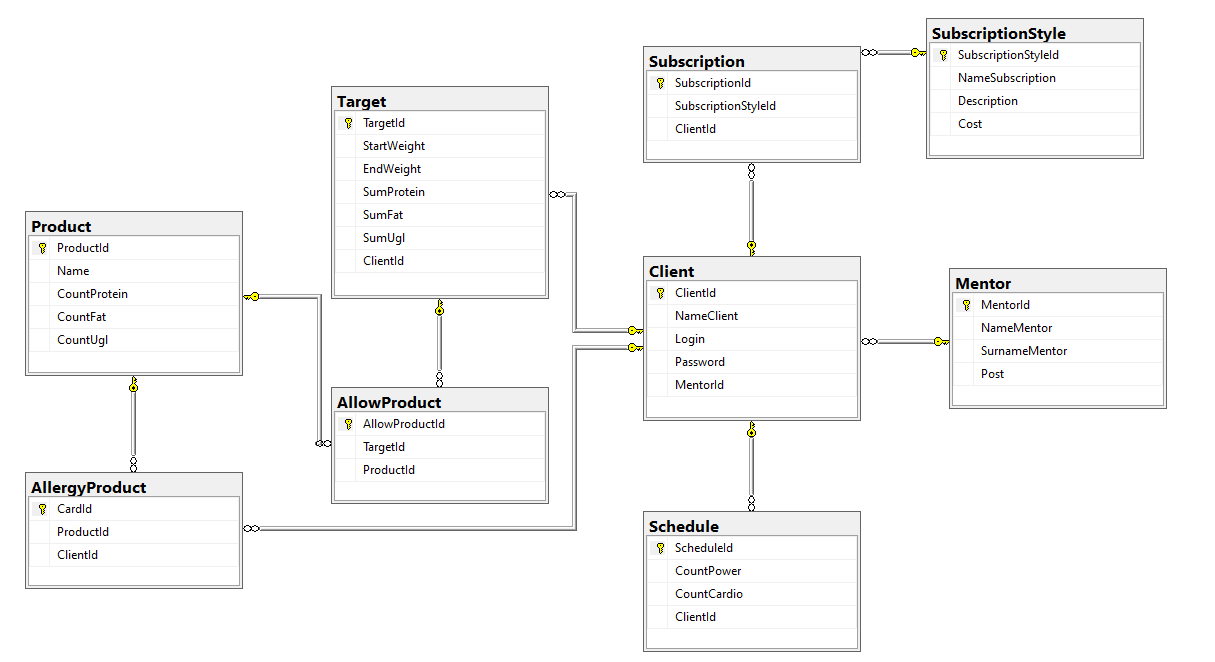 SubscriptionStyle
SubscriptionStyleId
NameSubscription
Description
Cost
Subscription
SubscriptionId
SubscriptionStyleId
ClientId
Target
TargetId
StartWeight
EndWeight
SumProtein
SumFat
SumUgl
ClientId
Product
ProductId
Name
CountProtein
CountFat
CountUgl
Client
ClientId
NameClient
Login
Password
MentorId
Mentor
MentorId
NameMentor
SurnameMentor
Post
AllowProduct
AllowProductId
TargetId
ProductId
AllergyProduct
CardId
ProductId
ClientId
Schedule
ScheduleId
CountPower
CountCardio
ClientId